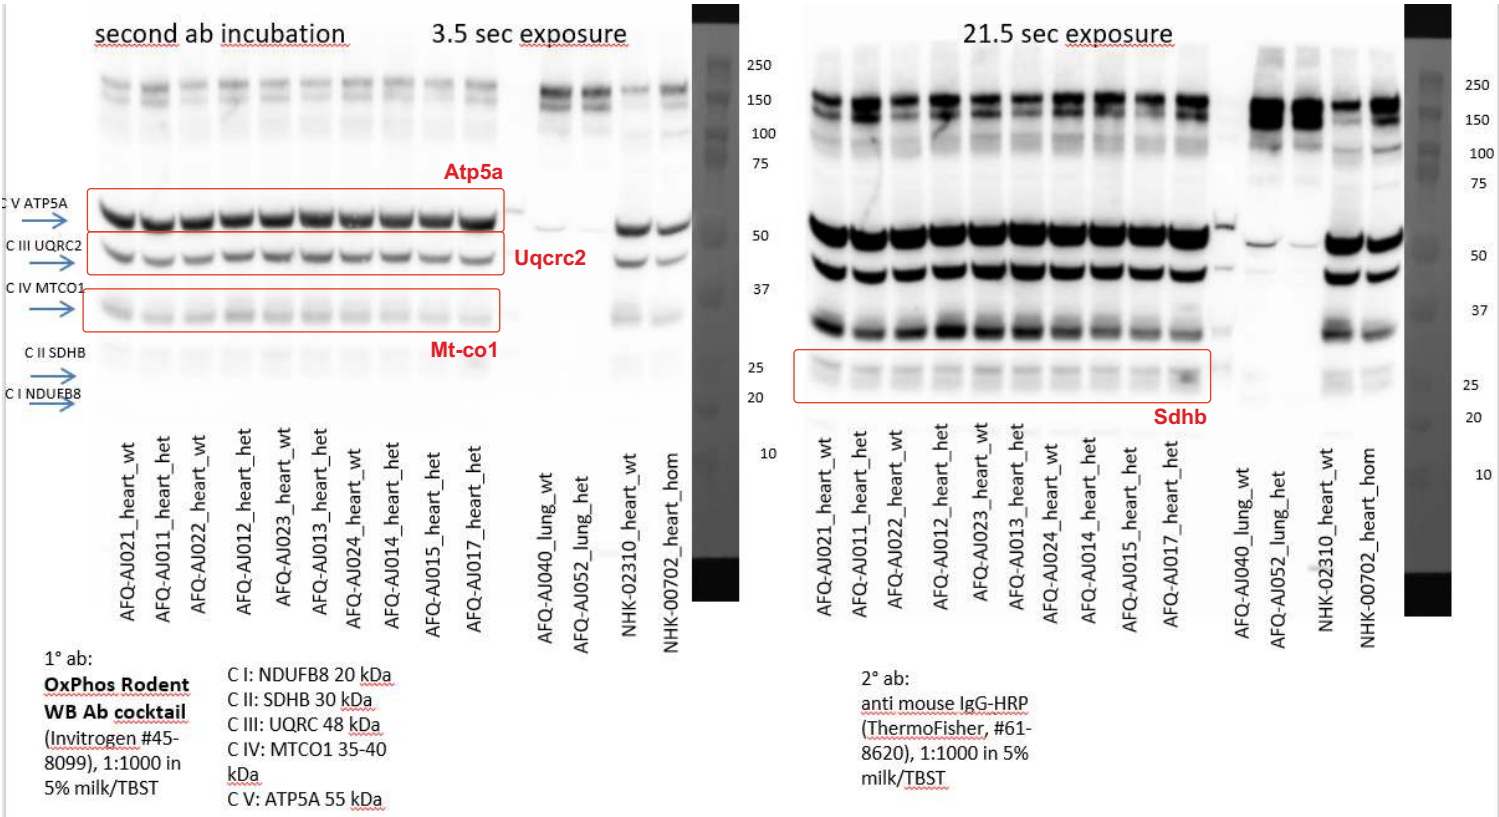 second ab incubation
3.5 sec exposure
21.5 sec exposure
250
150
100
75
50
37
25
20
10
250
150
100
75
50
37
25
20
10
Atp5a
Uqcrc2
Mt-co1
Sdhb
C V ATP5A
C III UQRC2
C IV MTCO1
C II SDHB
C I NDUFB8
AFQ-AJ021_heart_wt
AFQ-AJ011_heart_het
AFQ-AJ022_heart_wt
AFQ-AJ012_heart_het
AFQ-AJ023_heart_wt
AFQ-AJ013_heart_het
AFQ-AJ024_heart_wt
AFQ-AJ014_heart_het
AFQ-AJ015_heart_het
AFQ-AJ017_heart_het
AFQ-AJ040_lung_wt
AFQ-AJ052_lung_het
NHK-02310_heart_wt
NHK-00702_heart_hom
AFQ-AJ021_heart_wt
AFQ-AJ011_heart_het
AFQ-AJ022_heart_wt
AFQ-AJ012_heart_het
AFQ-AJ023_heart_wt
AFQ-AJ013_heart_het
AFQ-AJ024_heart_wt
AFQ-AJ014_heart_het
AFQ-AJ015_heart_het
AFQ-AJ017_heart_het
AFQ-AJ040_lung_wt
AFQ-AJ052_lung_het
NHK-02310_heart_wt
NHK-00702_heart_hom
1° ab:
OxPhos Rodent
WB Ab cocktail
(Invitrogen #45-
8099), 1:1000 in
5% milk/TBST
C I: NDUFB8 20 kDa
C II: SDHB 30 kDa
C III: UQRC 48 kDa
C IV: MTCO1 35-40
kDa
C V: ATP5A 55 kDa
2° ab:
anti mouse IgG-HRP
(ThermoFisher, #61-
8620), 1:1000 in 5%
milk/TBST